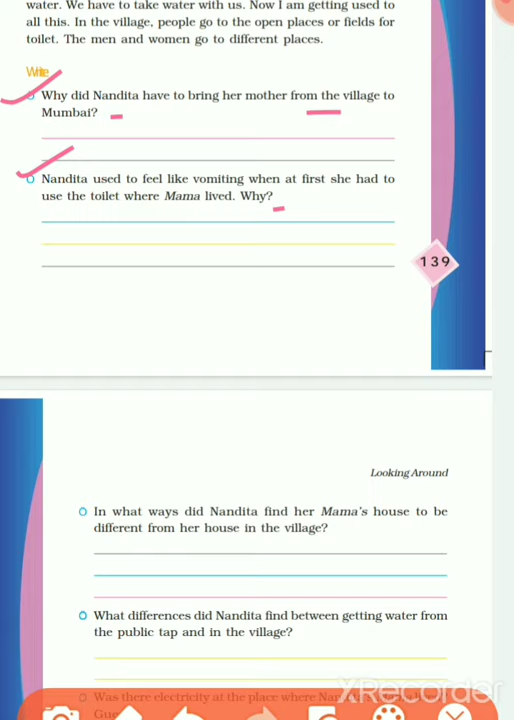 water. We have to take water with us. Now I am getting used to
all this. In the village, people go to the open places or fields for
toilet. The men and women go to different places.
Write
Why did Nandita have to bring her mother from the village to
Mumbai?
Nandita used to feel like vomiting when at first she had to
use the toilet where Mama lived. Why?
139
Looking Around
In what ways did Nandita find her Mama's house to be
different from her house in the village?
What differences did Nandita find between getting water from
the public tap and in the village?
XRecorder
Was there electricity at the place where